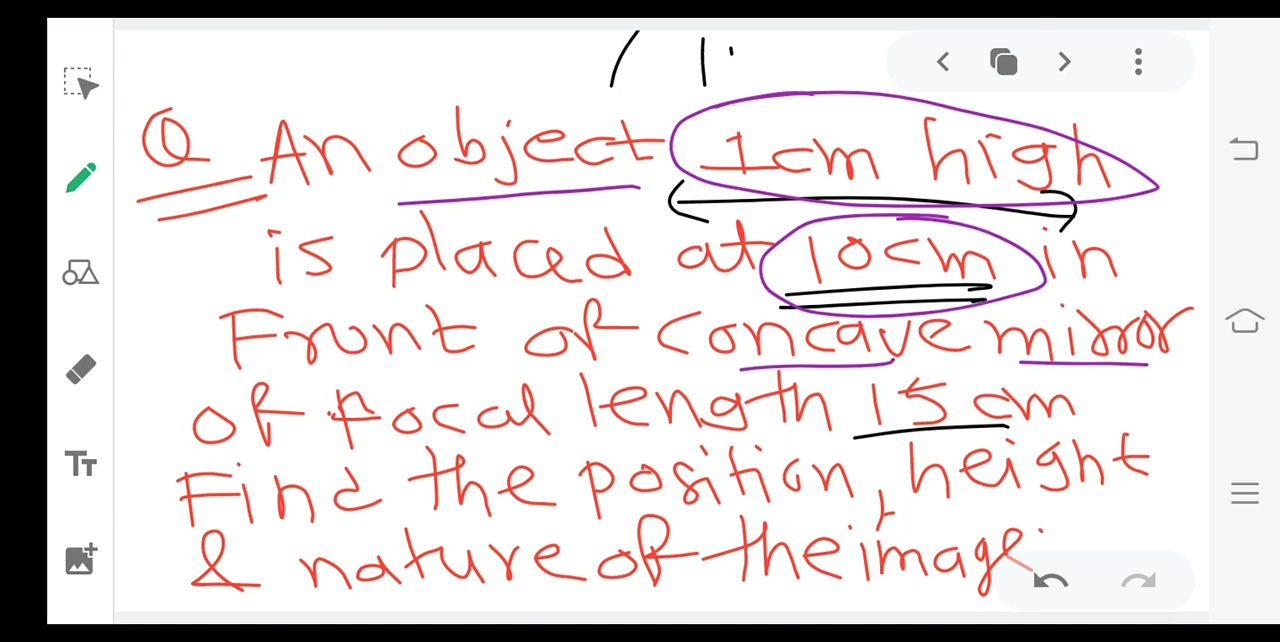 Q An object 1cm high
is placed at 10cm in
Front of concave mirror
of focal length 15 cm
Find the position, height
& nature of the image
TT